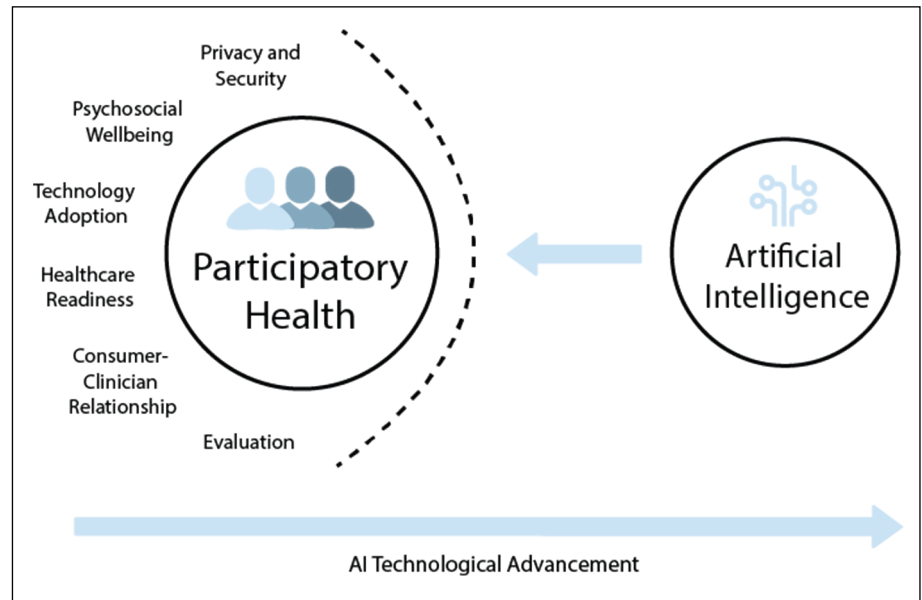 Privacy and
Security
Psychosocial
Wellbeing
Technology
Adoption
Healthcare
Readiness
Consumer-
Clinician
Relationship
Evaluation
Participatory
Health
Artificial
Intelligence
AI Technological Advancement